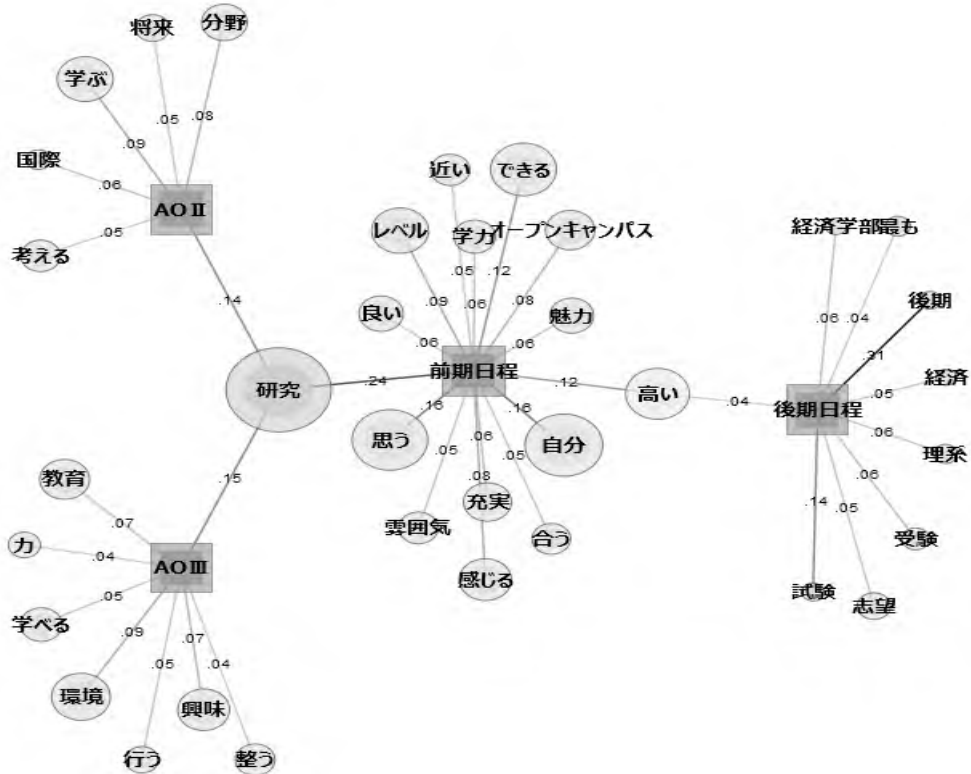 将来
分野
学ぶ
.05
.08
.09
国際
.06
AOⅡ
.05
考える
.14
近い
できる
レベル
学力
オープンキャンパス
.05
.12
.09
.06
.08
良い
魅力
.06
.06
前期日程
研究
.24
.12
高い
.04
思う
.16
.16
自分
.05
.06
.05
.08
充実
雰囲気
合う
感じる
経済学部
最も
後期
.06
.04
.31
.05
経済
後期日程
.06
理系
.06
.14
.05
受験
試験
志望
.15
教育
.07
力
.04
AOⅢ
.05
学べる
.09
.07
.05
.04
環境
興味
行う
整う